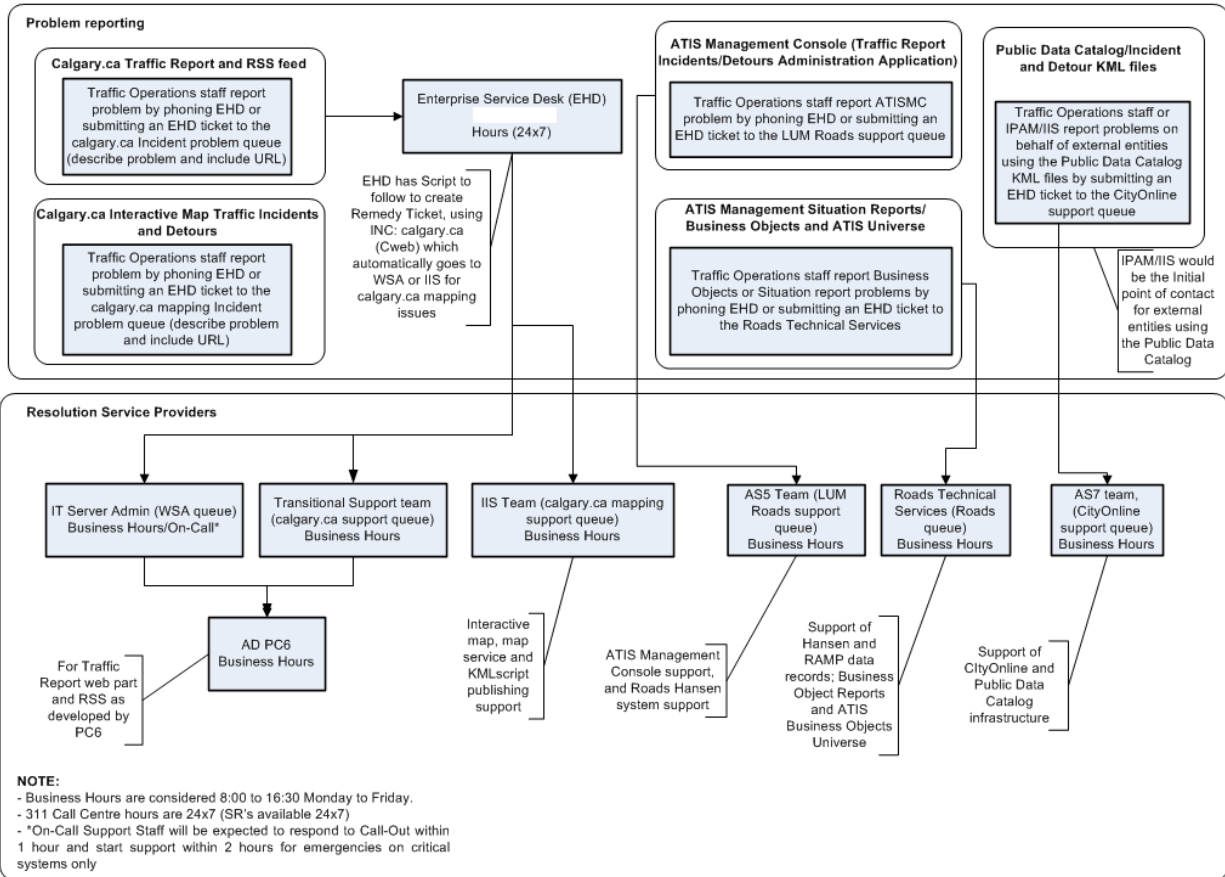 Problem reporting
Calgary.ca Traffic Report and RSS feed
Traffic Operations staff report
problem by phoning EHD or
submitting an EHD ticket to the
calgary.ca Incident problem queue
(describe problem and include URL)
Calgary.ca Interactive Map Traffic Incidents
and Detours
Traffic Operations staff report
problem by phoning EHD or
submitting an EHD ticket to the
calgary.ca mapping Incident
problem queue (describe problem
and include URL)
Enterprise Service Desk (EHD)
Hours (24x7)
EHD has Script to
follow to create
Remedy Ticket, using
INC: calgary.ca
(Cweb) which
automatically goes to
WSA or IIS for
calgary.ca mapping
issues
ATIS Management Console (Traffic Report
Incidents/Detours Administration Application)
Traffic Operations staff report ATISMC
problem by phoning EHD or submitting an
EHD ticket to the LUM Roads support queue
ATIS Management Situation Reports/
Business Objects and ATIS Universe
Traffic Operations staff report Business
Objects or Situation report problems by
phoning EHD or submitting an EHD ticket to
the Roads Technical Services
Public Data Catalog/Incident
and Detour KML files
Traffic Operations staff or
IPAM/IIS report problems on
behalf of external entities
using the Public Data Catalog
KML files by submitting an
EHD ticket to the CityOnline
support queue
IPAM/IIS would
be the Initial
point of contact
for external
entities using
the Public Data
Catalog
Resolution Service Providers
IT Server Admin (WSA queue)
Business Hours/On-Call*
Transitional Support team
(calgary.ca support queue)
Business Hours
IIS Team (calgary.ca mapping
support queue)
Business Hours
AS5 Team (LUM
Roads support
queue)
Business Hours
Roads Technical
Services (Roads
queue)
Business Hours
AS7 team,
(CityOnline
support queue)
Business Hours
AD PC6
Business Hours
For Traffic
Report web part
and RSS as
developed by
PC6
Interactive
map, map
service and
KMLscript
publishing
support
ATIS Management
Console support,
and Roads Hansen
system support
Support of
Hansen and
RAMP data
records; Business
Object Reports
and ATIS
Business Objects
Universe
Support of
CItyOnline and
Public Data
Catalog
infrastructure
NOTE:
- Business Hours are considered 8:00 to 16:30 Monday to Friday.
- 311 Call Centre hours are 24x7 (SR's available 24x7)
- *On-Call Support Staff will be expected to respond to Call-Out within
1 hour and start support within 2 hours for emergencies on critical
systems only